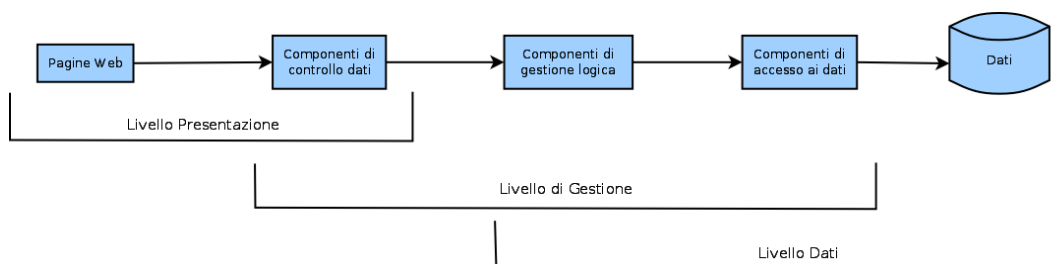 Pagine Web
Componenti di
controllo dati
Componenti di
gestione logica
Componenti di
accesso ai dati
Dati
Livello Presentazione
Livello di Gestione
Livello Dati